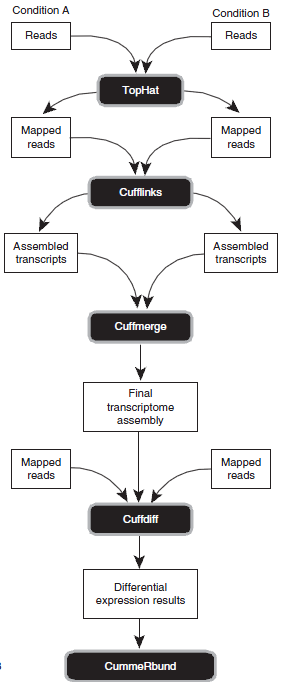 Condition A
Condition B
Reads
Reads
TopHat
Mapped
reads
Mapped
reads
Cufflinks
Assembled
transcripts
Assembled
transcripts
Cuffmerge
Final
transcriptome
assembly
Mapped
reads
Mapped
reads
Cuffdiff
Differential
expression results
CummeRbund